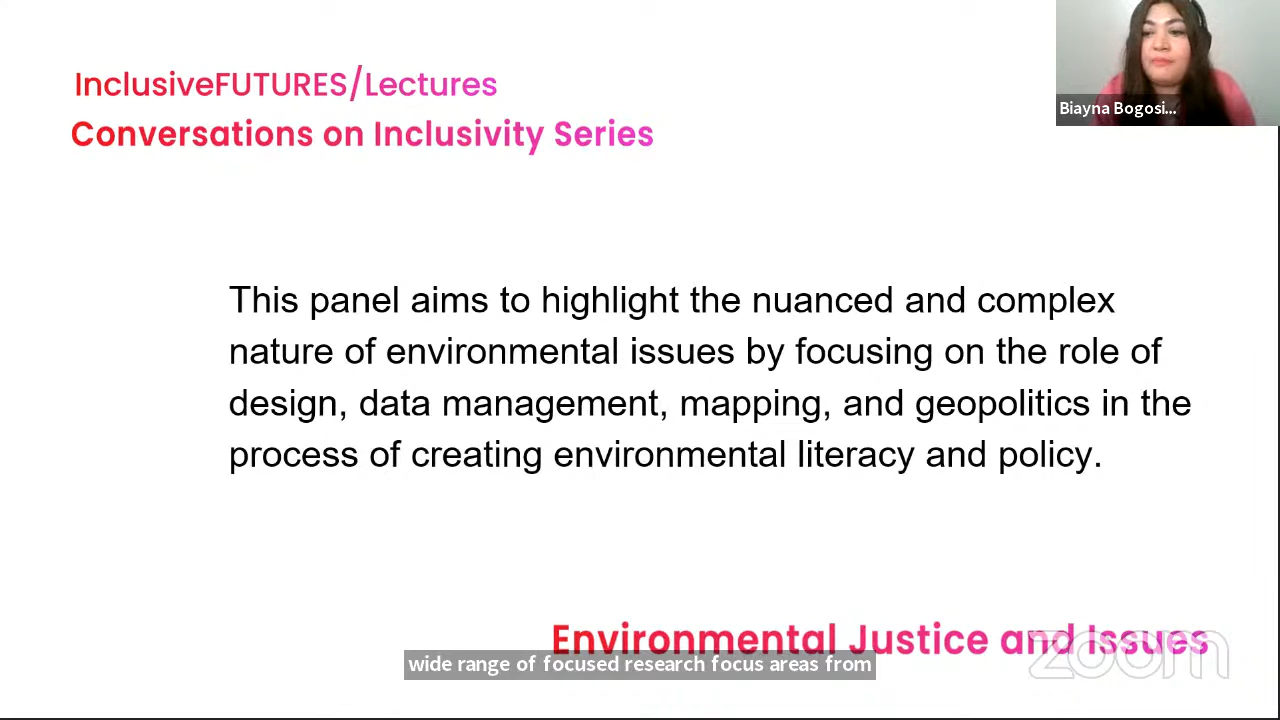 InclusiveFUTURES/Lectures
Conversations on Inclusivity Series
Biayna Bogosi...
This panel aims to highlight the nuanced and complex
nature of environmental issues by focusing on the role of
design, data management, mapping, and geopolitics in the
process of creating environmental literacy and policy.
Environmental Justice and Issues
wide range of focused research focus areas from
zoom